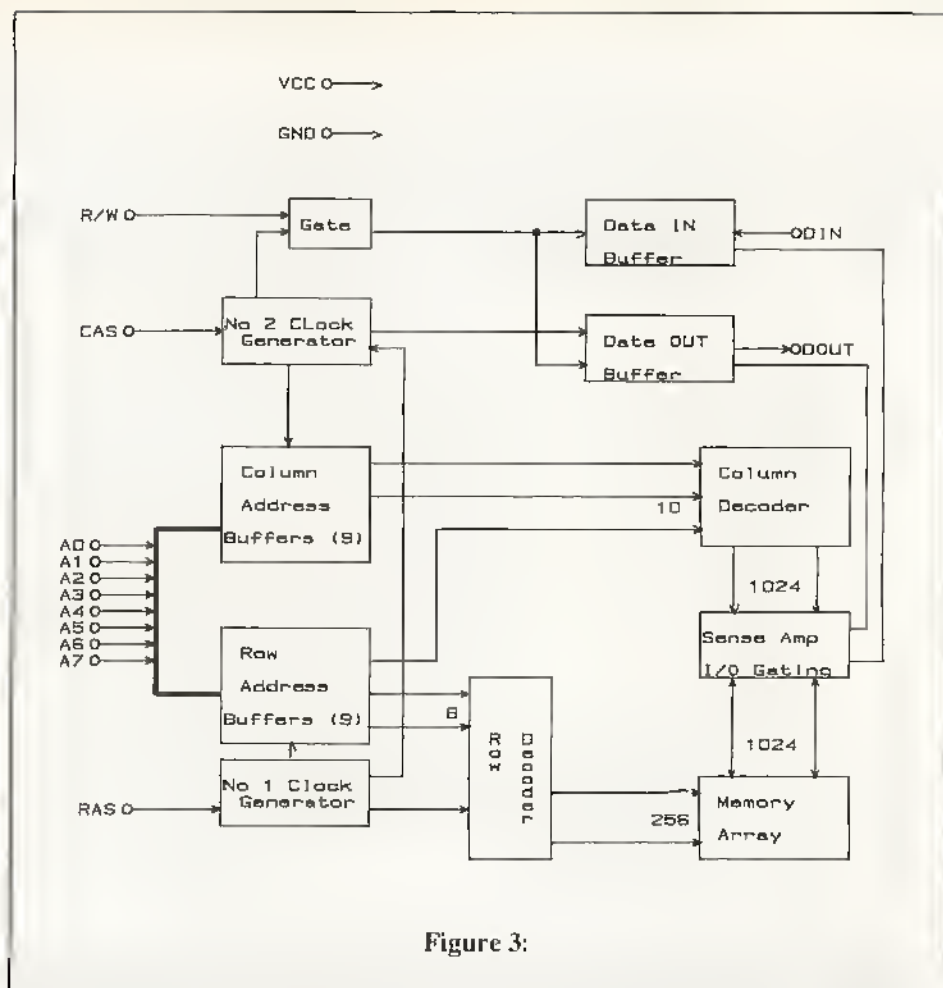 VCC
GND
R/W
Gate
Data IN
Buffer
DIN
CAS
No 2 CLock
Generator
Date OUT
Buffer
DOUT
Column
Address
Buffers (9)
10
Column
Decoder
A0
A1
A2
A3
A4
A5
A6
A7
1024
Sense Amp
I/O Gating
Row
Address
Buffers (9)
8
Row
Decoder
1024
RAS
No 1 Clock
Generator
256
Memory
Array
Figure 3: